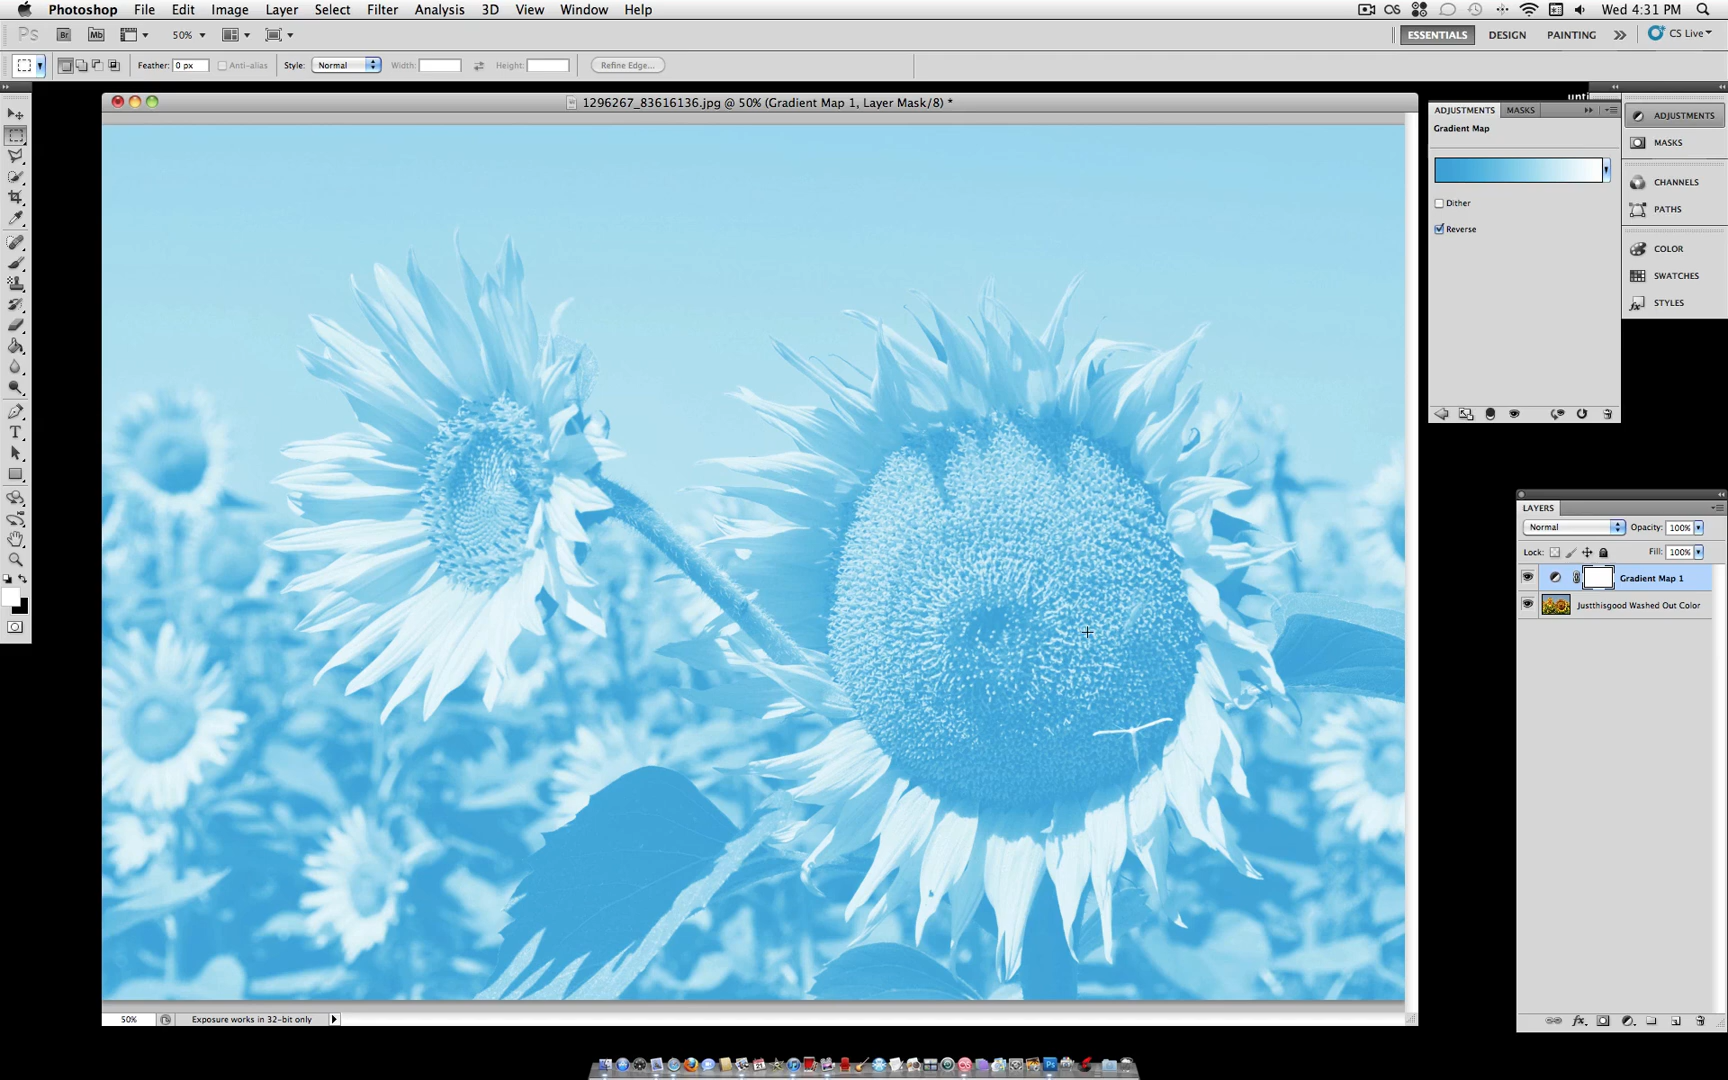 Photoshop File Edit Image Layer Select Filter Analysis 3D View Window Help
Wed 4:31 PM
Ps Br Mb 50%
ESSENTIALS DESIGN PAINTING CS Live
Feather: 0 px Anti-alias Style: Normal Width: Height: Refine Edge...
1296267_83616136.jpg @ 50% (Gradient Map 1, Layer Mask/8) *
ADJUSTMENTS MASKS
Gradient Map
Dither
Reverse
ADJUSTMENTS
MASKS
CHANNELS
PATHS
COLOR
SWATCHES
STYLES
LAYERS
Normal Opacity: 100%
Lock: Fill: 100%
Gradient Map 1
Justthisgood Washed Out Color
50% Exposure works in 32-bit only